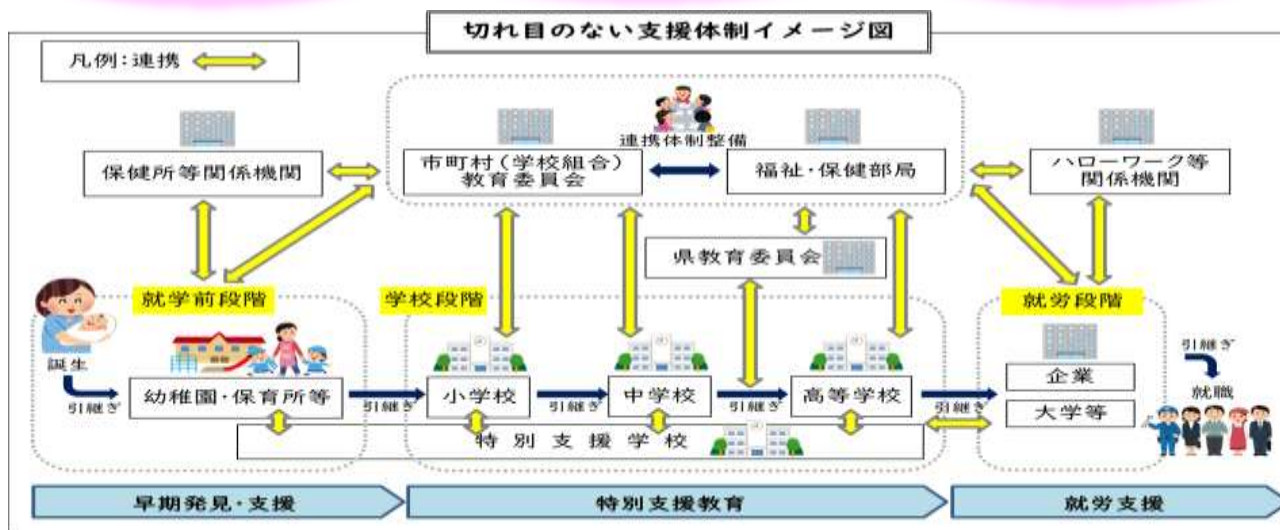 切れ目のない支援体制イメージ図
凡例：連携
連携体制整備
保健所等関係機関
市町村（学校組合）
教育委員会
福祉・保健部局
ハローワーク等
関係機関
県教育委員会
就学前段階
学校段階
就労段階
誕生
引継ぎ
幼稚園・保育所等
引継ぎ
小学校
引継ぎ
中学校
引継ぎ
高等学校
引継ぎ
企業
大学等
引継ぎ
就職
特別支援学校
早期発見・支援
特別支援教育
就労支援